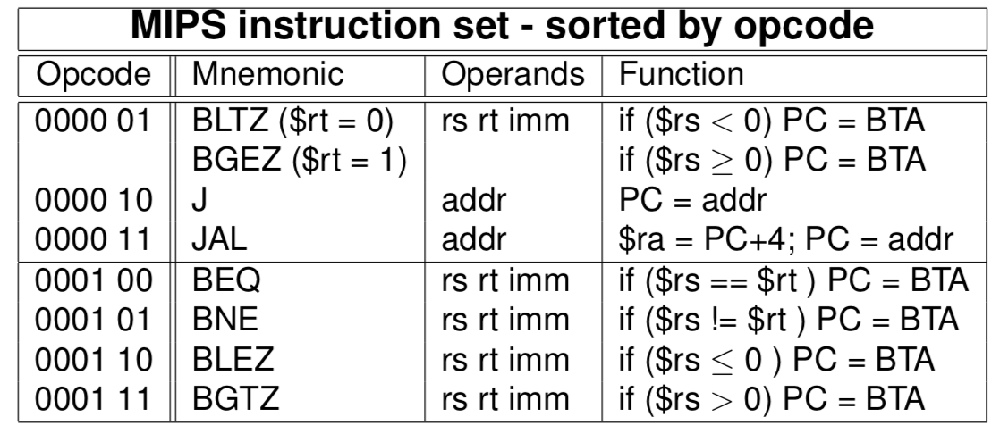 MIPS instruction set - sorted by opcode
Opcode Mnemonic Operands Function
0000 01 BLTZ ($rt = 0) rs rt imm if ($rs < 0) PC = BTA
BGEZ ($rt = 1) if ($rs ≥ 0) PC = BTA
0000 10 J addr PC = addr
0000 11 JAL addr $ra = PC+4; PC = addr
0001 00 BEQ rs rt imm if ($rs == $rt ) PC = BTA
0001 01 BNE rs rt imm if ($rs != $rt ) PC = BTA
0001 10 BLEZ rs rt imm if ($rs ≤ 0 ) PC = BTA
0001 11 BGTZ rs rt imm if ($rs > 0) PC = BTA